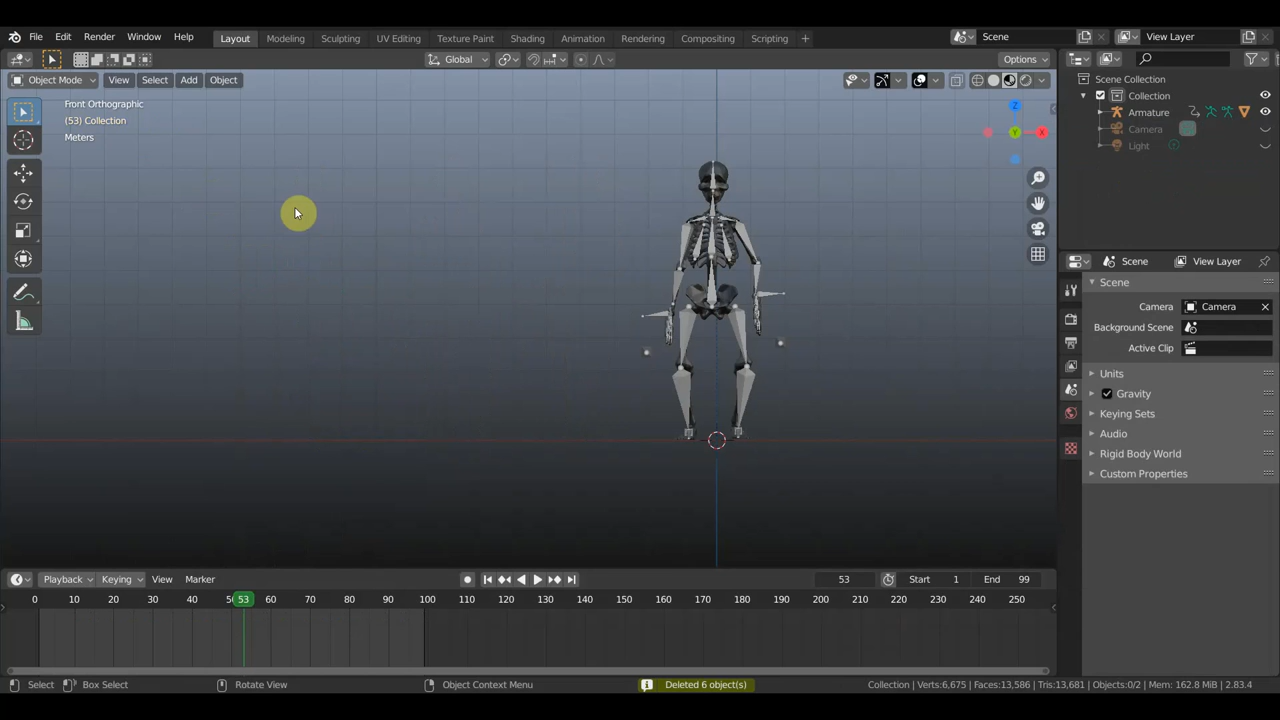 File Edit Render Window Help Layout Modeling Sculpting UV Editing Texture Paint Shading Animation Rendering Compositing Scripting + Scene View Layer
Global Options
Object Mode View Select Add Object
Front Orthographic
(53) Collection
Meters
Z
Y
X
Scene Collection
Collection
Armature
Camera
Light
Scene View Layer
Scene
Camera Camera
Background Scene
Active Clip
Units
Gravity
Keying Sets
Audio
Rigid Body World
Custom Properties
Playback Keying View Marker 53 Start 1 End 99
0 10 20 30 40 50 53 60 70 80 90 100 110 120 130 140 150 160 170 180 190 200 210 220 230 240 250
Select Box Select Rotate View Object Context Menu Deleted 6 object(s) Collection | Verts:6,675 | Faces:13,586 | Tris:13,681 | Objects:0/2 | Mem: 162.8 MiB | 2.83.4